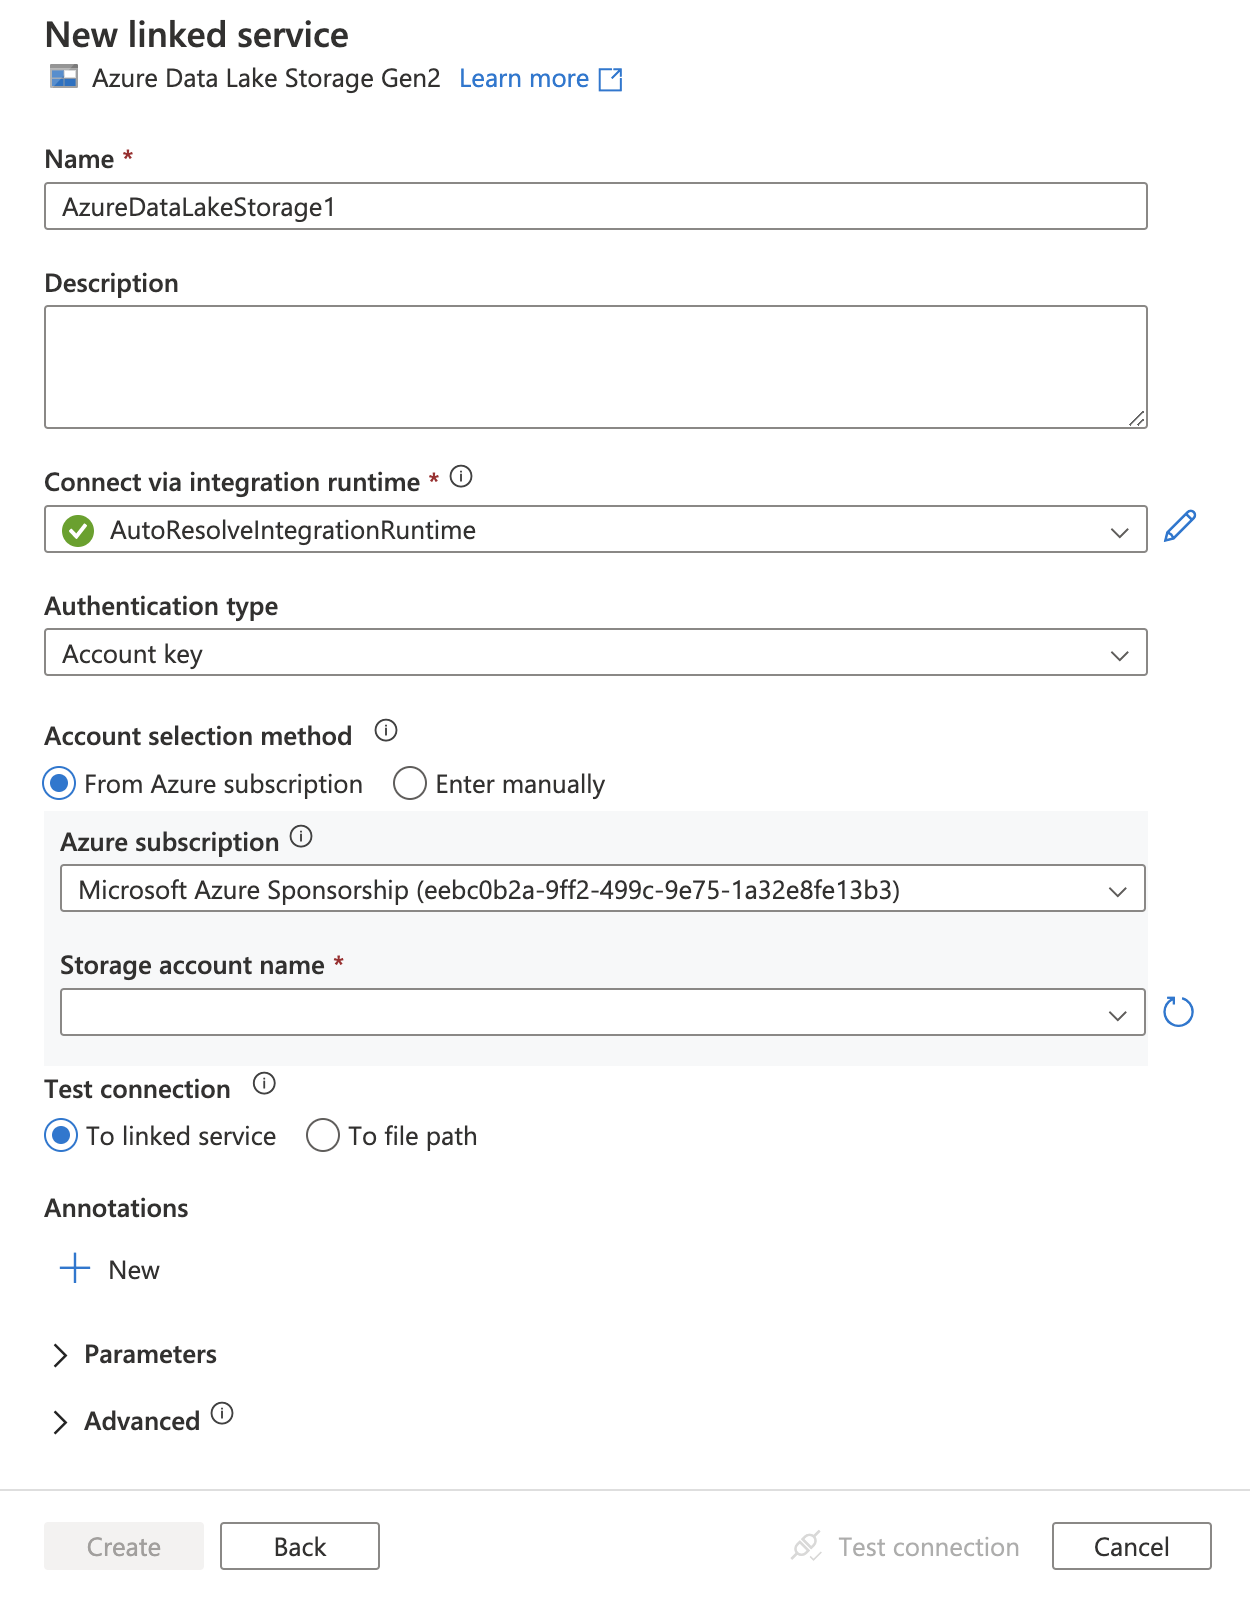 New linked service
Azure Data Lake Storage Gen2 Learn more
Name *
AzureDataLakeStorage1
Description
Connect via integration runtime *
AutoResolveIntegrationRuntime
Authentication type
Account key
Account selection method
From Azure subscription Enter manually
Azure subscription
Microsoft Azure Sponsorship (eebc0b2a-9ff2-499c-9e75-1a32e8fe13b3)
Storage account name *
Test connection
To linked service To file path
Annotations
New
Parameters
Advanced
Create Back Test connection Cancel